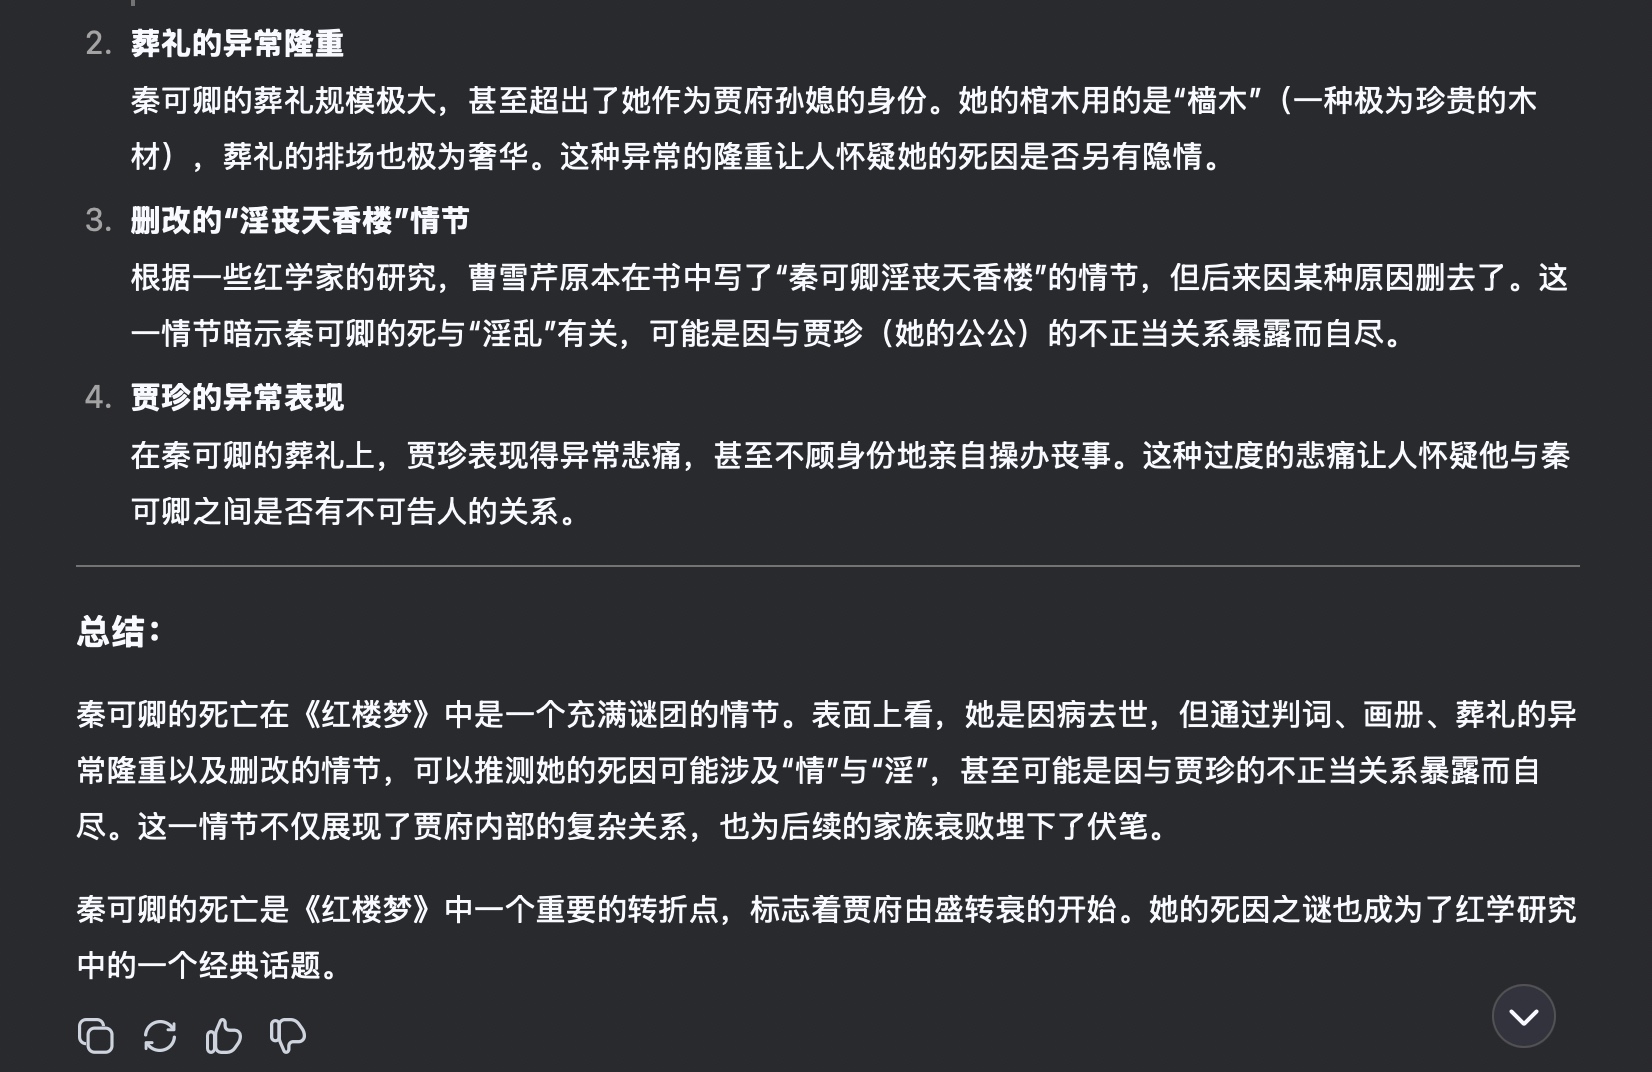 2. 葬礼的异常隆重
秦可卿的葬礼规模极大，甚至超出了她作为贾府孙媳的身份。她的棺木用的是“樯木”（一种极为珍贵的木
材），葬礼的排场也极为奢华。这种异常的隆重让人怀疑她的死因是否另有隐情。
3. 删改的“淫丧天香楼”情节
根据一些红学家的研究，曹雪芹原本在书中写了“秦可卿淫丧天香楼”的情节，但后来因某种原因删去了。这
一情节暗示秦可卿的死与“淫乱”有关，可能是因与贾珍（她的公公）的不正当关系暴露而自尽。
4. 贾珍的异常表现
在秦可卿的葬礼上，贾珍表现得异常悲痛，甚至不顾身份地亲自操办丧事。这种过度的悲痛让人怀疑他与秦
可卿之间是否有不可告人的关系。
总结：
秦可卿的死亡在《红楼梦》中是一个充满谜团的情节。表面上看，她是因病去世，但通过判词、画册、葬礼的异
常隆重以及删改的情节，可以推测她的死因可能涉及“情”与“淫”，甚至可能是因与贾珍的不正当关系暴露而自
尽。这一情节不仅展现了贾府内部的复杂关系，也为后续的家族衰败埋下了伏笔。
秦可卿的死亡是《红楼梦》中一个重要的转折点，标志着贾府由盛转衰的开始。她的死因之谜也成为了红学研究
中的一个经典话题。